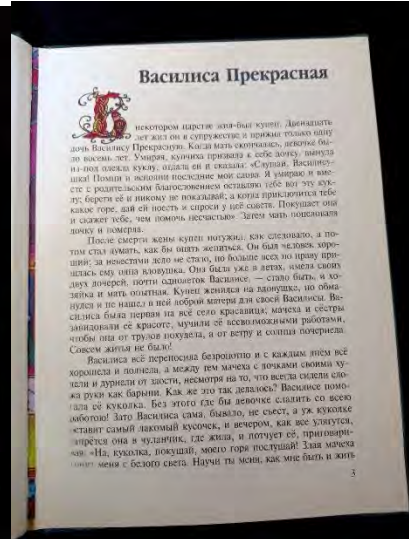 Василиса Прекрасная
В некотором царстве жил-был купец. Двенадцать
лет жил он в супружестве и прижил только одну
дочь Василису Прекрасную. Когда мать скончалась, девочке бы-
ло восемь лет. Умирая, купчиха призвала к себе дочку, вынула
из-под одеяла куклу, отдала ей и сказала: «Слушай, Василису-
шка! Помни и исполни последние мои слова. Я умираю и вме-
сте с родительским благословением оставляю тебе вот эту кук-
лу; береги её и никому не показывай; а когда приключится тебе
какое горе, дай ей поесть и спроси у неё совета. Покушает она
и скажет тебе, чем помочь несчастью» Затем мать поцеловала
дочку и померла.
После смерти жены купец потужил, как следовало, а по-
том стал думать, как бы опять жениться. Он был человек хоро-
ший; за невестами дело не стало, но больше всех по нраву при-
шлась ему одна вдовушка. Она была уже в летах, имела своих
двух дочерей, почти однолеток Василисе, — стало быть, и хо-
зяйка и мать опытная. Купец женился на вдовушке, но обма-
нулся и не нашёл в ней доброй матери для своей Василисы. Ва-
силиса была первая на всё село красавица; мачеха и сёстры
завидовали её красоте, мучили её всевозможными работами,
чтобы она от трудов похудела, а от ветру и солнца почернела.
Совсем житья не было!
Василиса всё переносила безропотно и с каждым днём всё
хорошела и полнела, а между тем мачеха с дочками своими ху-
дела и дурнели от злости, несмотря на то, что всегда сидели сло-
жа руки как барыни. Как же это так делалось? Василисе помо-
гала её куколка. Без этого где бы девочке сладить со всею
работою! Зато Василиса сама, бывало, не съест, а уж куколке
оставит самый лакомый кусочек, и вечером, как все улягутся,
запрётся она в чуланчик, где жила, и потчует её, приговари-
вая: «На, куколка, покушай, моего горя послушай! Злая мачеха
гонит меня с белого света. Научи ты меня, как мне быть и жить
3